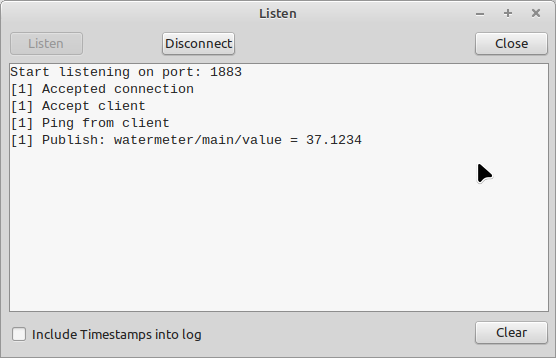 Listen
Listen Disconnect Close
Start listening on port: 1883
[1] Accepted connection
[1] Accept client
[1] Ping from client
[1] Publish: watermeter/main/value = 37.1234
Include Timestamps into log Clear